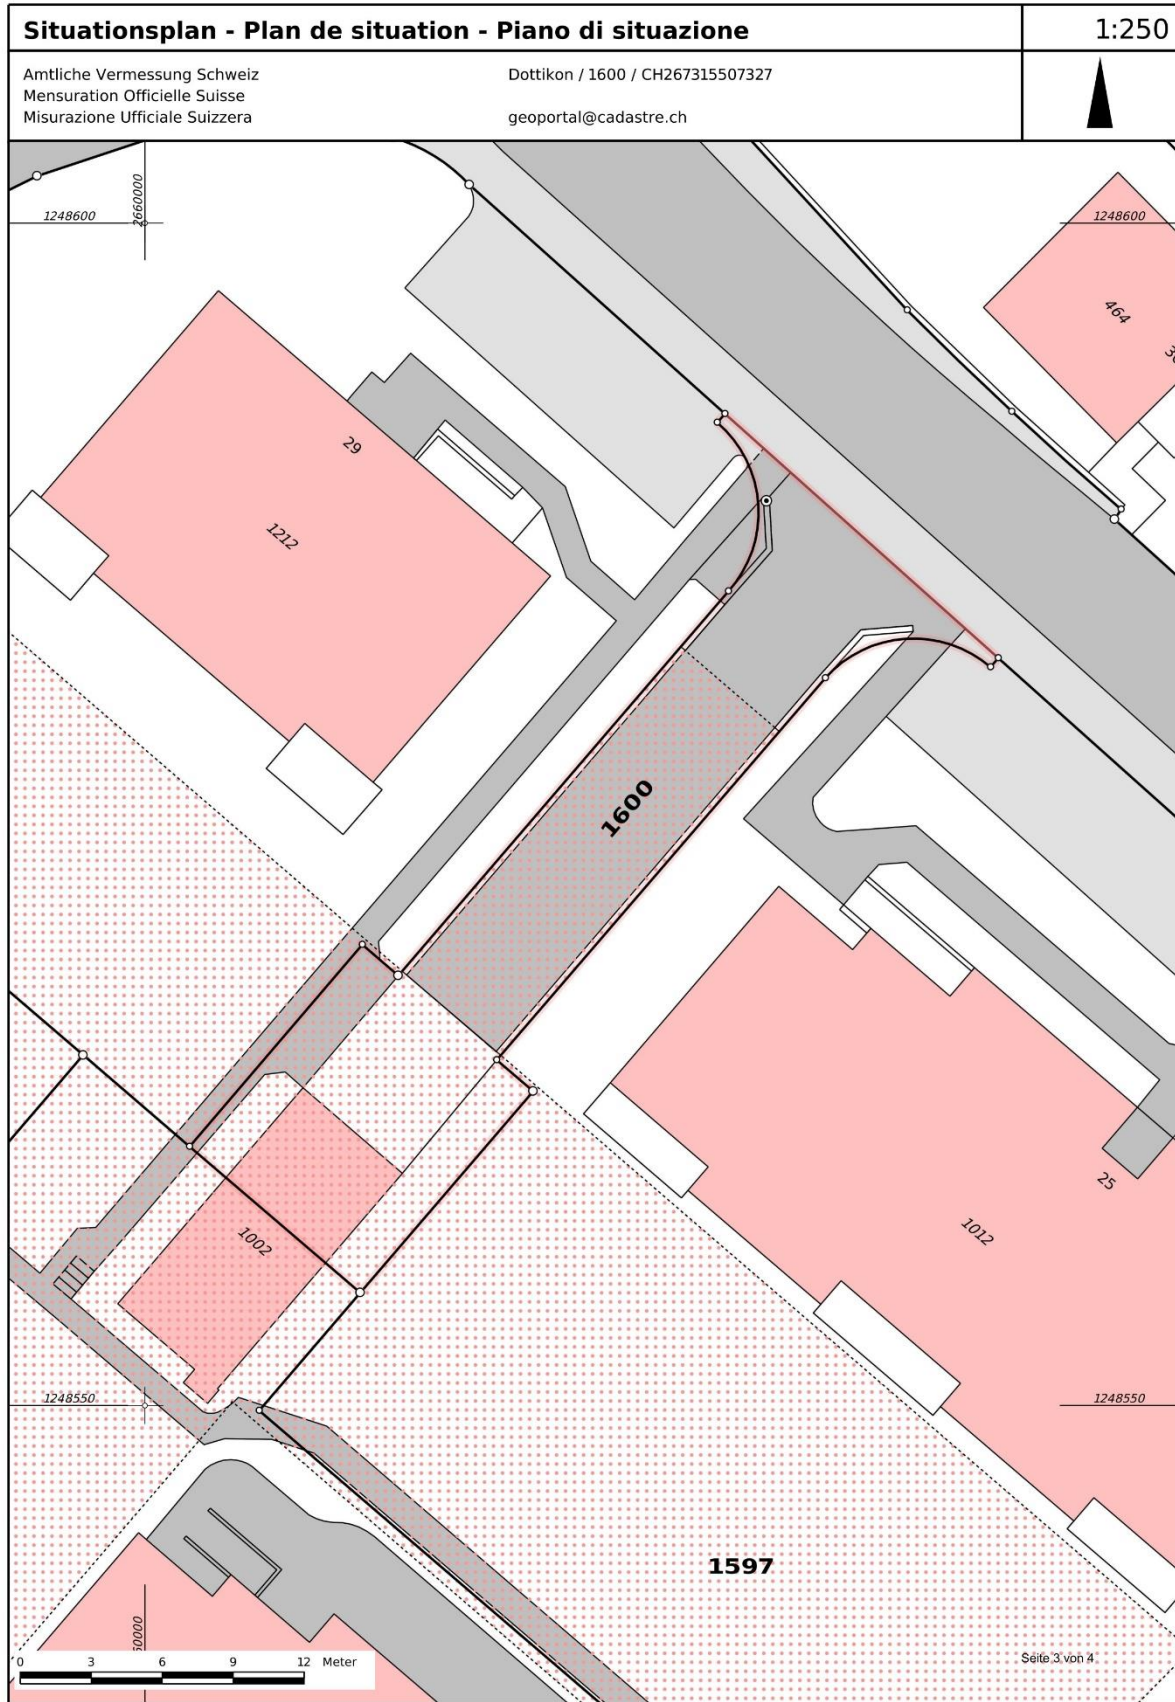 Situationsplan - Plan de situation - Piano di situazione
1:250
Amtliche Vermessung Schweiz
Mensuration Officielle Suisse
Misurazione Ufficiale Suizzera
Dottikon / 1600 / CH267315507327
geoportal@cadastre.ch
2660000
1248600
1248600
464
29
1212
1600
1002
25
1012
1248550
1248550
1597
0 3 6 9 12 Meter
Seite 3 von 4